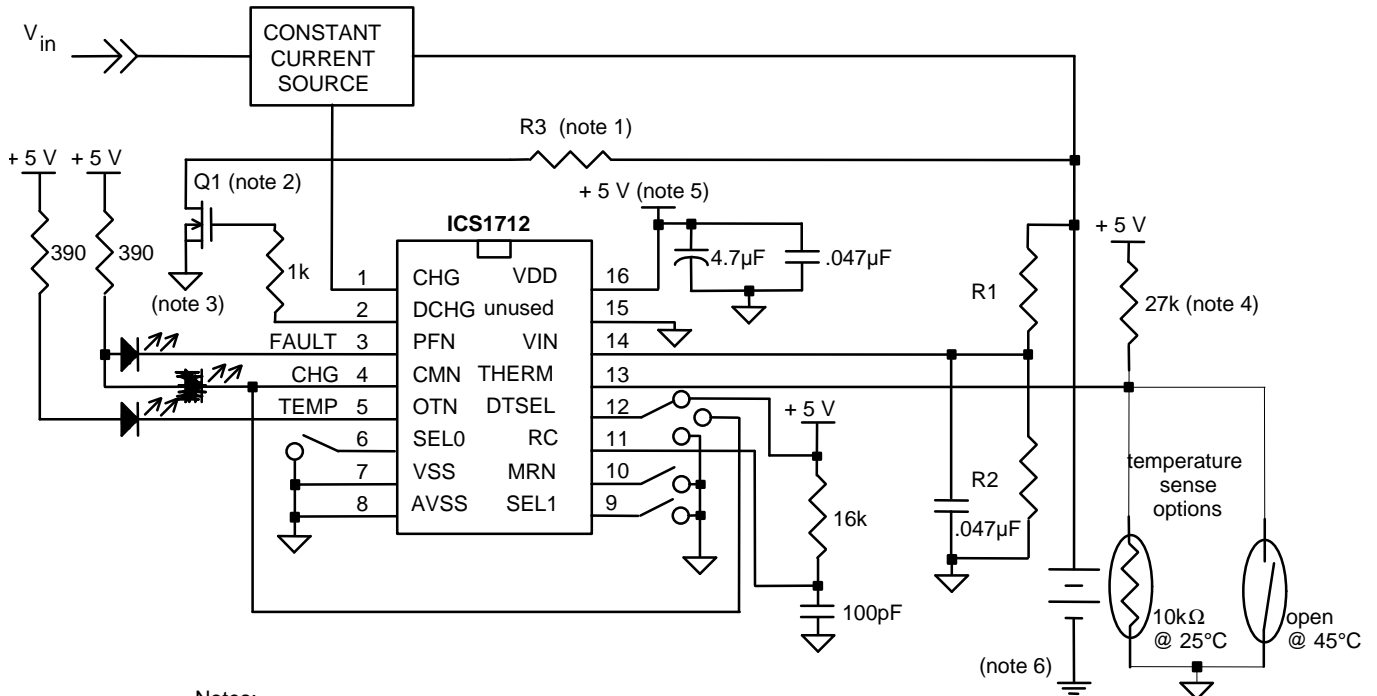 V in
CONSTANT
CURRENT
SOURCE
R3 (note 1)
+ 5 V + 5 V
Q1 (note 2)
+ 5 V (note 5)
ICS1712
+ 5 V
390 390
1k
4.7µF .047µF
(note 3)
R1
27k (note 4)
1 CHG VDD 16
2 DCHG unused 15
FAULT 3 PFN VIN 14
CHG 4 CMN THERM 13
TEMP 5 OTN DTSEL 12
+ 5 V
6 SEL0 RC 11
7 VSS MRN 10
8 AVSS SEL1 9
temperature
sense
options
R2
16k
.047µF
100pF
10kΩ
@ 25°C
open
@ 45°C
(note 6)
Notes: